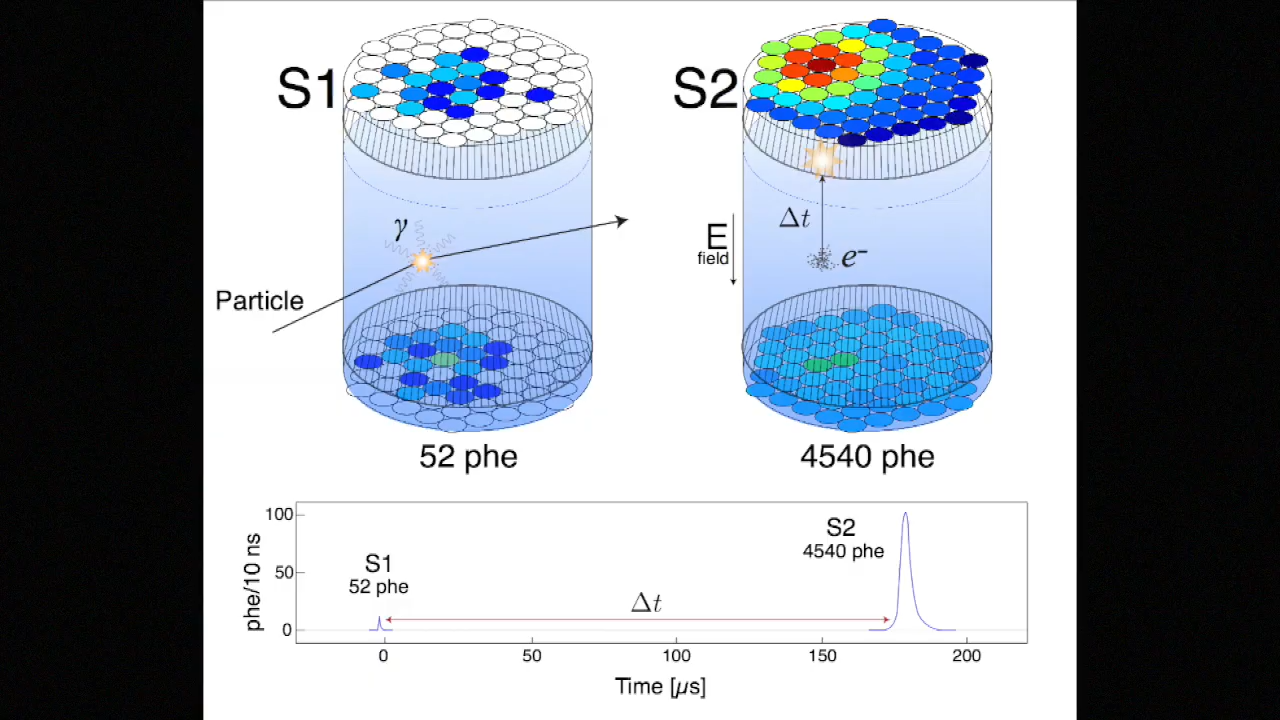 S1
γ
Particle
52 phe
S2
Δt
E
field
e⁻
4540 phe
phe/10 ns
100
50
0
S1
52 phe
Δt
S2
4540 phe
0
50
100
150
200
Time [µs]